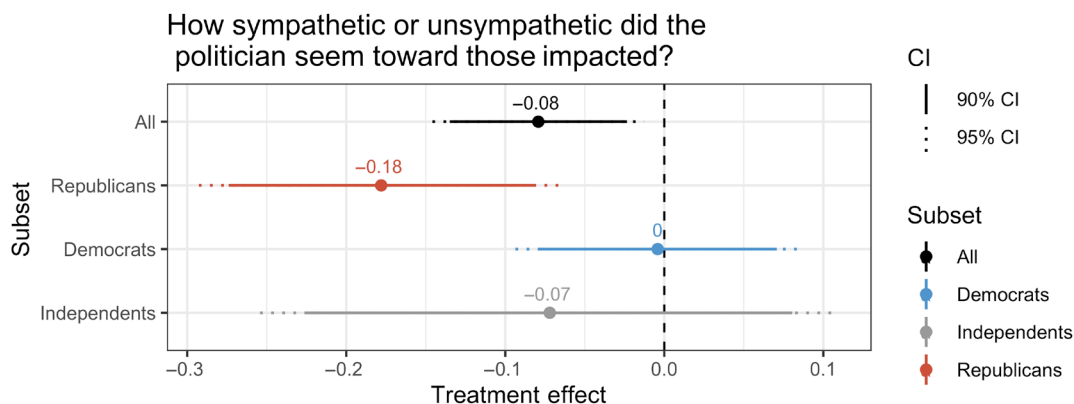 How sympathetic or unsympathetic did the
politician seem toward those impacted?
CI
90% CI
95% CI
Subset
All
Democrats
Independents
Republicans
Subset
All
Republicans
Democrats
Independents
−0.08
−0.18
0
−0.07
−0.3
−0.2
−0.1
0.0
0.1
Treatment effect